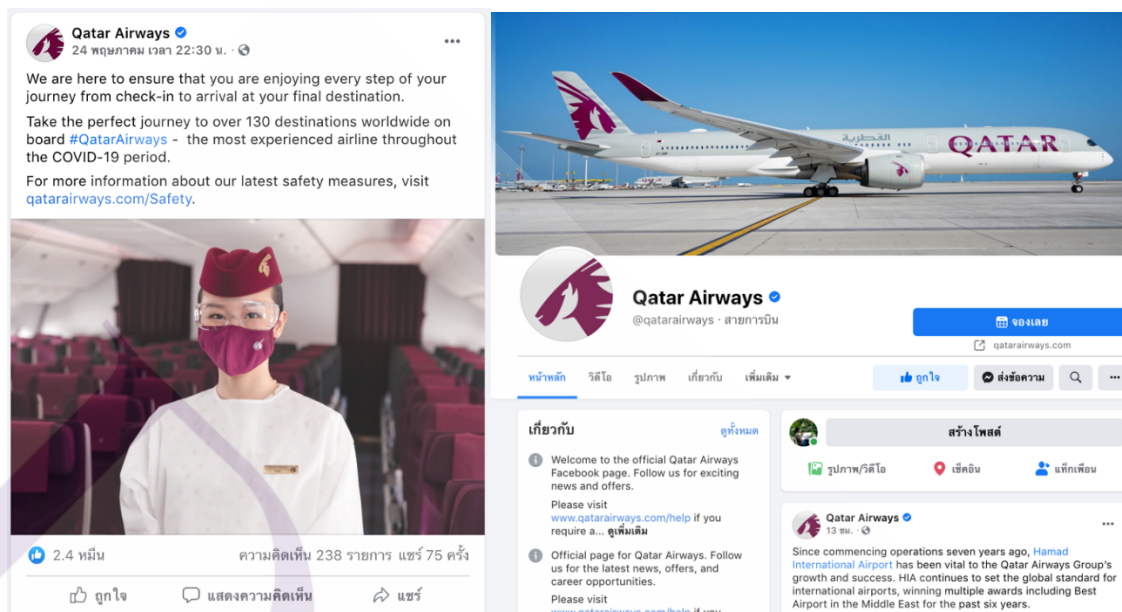 Qatar Airways
24 พฤษภาคม เวลา 22:30 น. ·
We are here to ensure that you are enjoying every step of your
journey from check-in to arrival at your final destination.
Take the perfect journey to over 130 destinations worldwide on
board #QatarAirways - the most experienced airline throughout
the COVID-19 period.
For more information about our latest safety measures, visit
qatarairways.com/Safety.
2.4 หมื่น
ความคิดเห็น 238 รายการ แชร์ 75 ครั้ง
ถูกใจ
แสดงความคิดเห็น
แชร์
القطرية
QATAR
Qatar Airways
@qatarairways · สายการบิน
จองเลย
qatarairways.com
หน้าหลัก
วิดีโอ
รูปภาพ
เกี่ยวกับ
เพิ่มเติม
ถูกใจ
ส่งข้อความ
เกี่ยวกับ
ดูทั้งหมด
Welcome to the official Qatar Airways
Facebook page. Follow us for exciting
news and offers.
Please visit
www.qatarairways.com/help if you
require a... ดูเพิ่มเติม
Official page for Qatar Airways. Follow
us for the latest news, offers, and
career opportunities.
Please visit
www.qatarairways.com/help if you
สร้างโพสต์
รูปภาพ/วิดีโอ
เช็คอิน
แท็กเพื่อน
Qatar Airways
13 ชม. ·
Since commencing operations seven years ago, Hamad
International Airport has been vital to the Qatar Airways Group's
growth and success. HIA continues to set the global standard for
international airports, winning multiple awards including Best
Airport in the Middle East for the past six years.